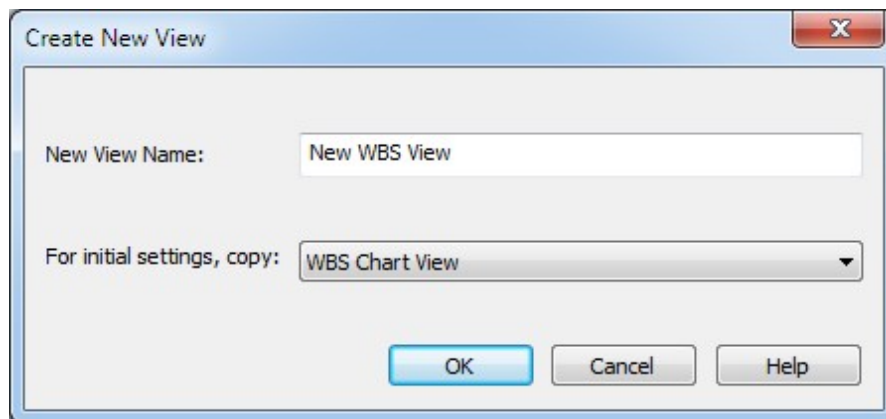 Create New View
New View Name: New WBS View
For initial settings, copy: WBS Chart View
OK Cancel Help